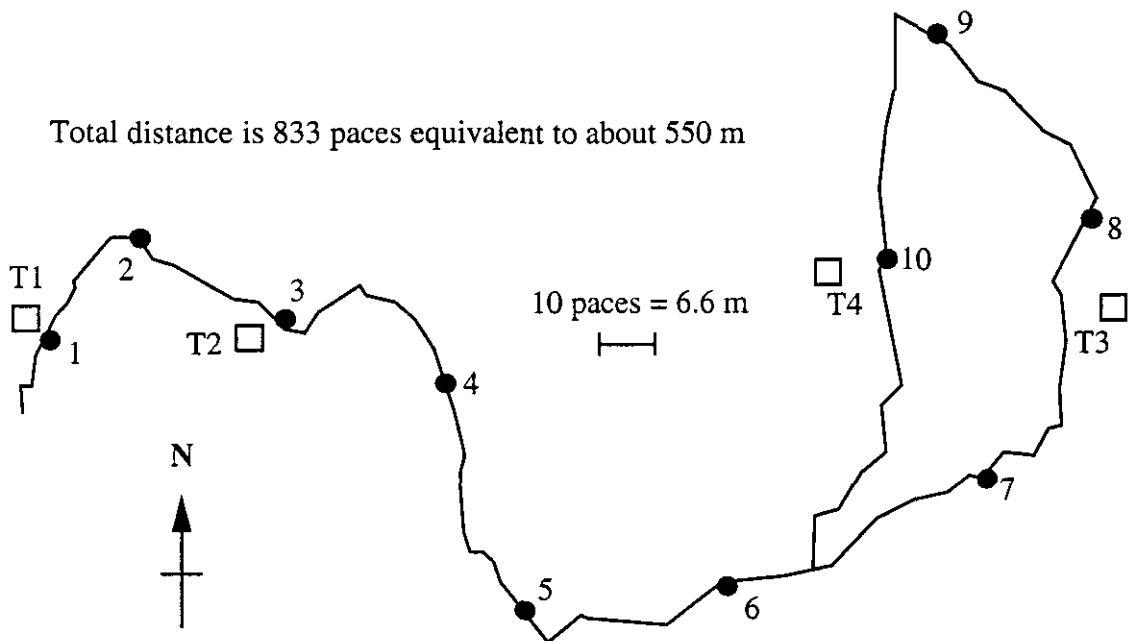 9
Total distance is 833 paces equivalent to about 550 m
8
2
T1
3
10
10 paces = 6.6 m
T4
T2
T3
1
4
N
7
5
6